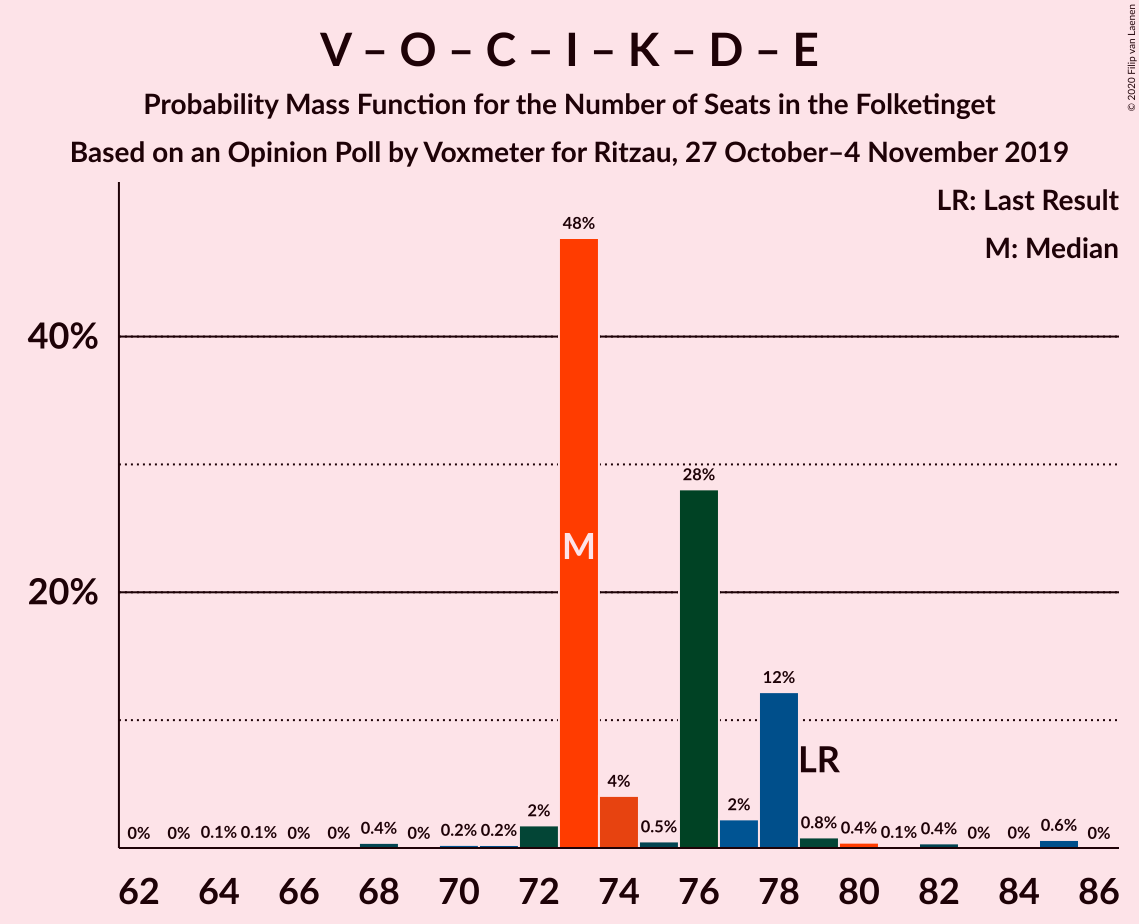 V – O – C – I – K – D – E
Probability Mass Function for the Number of Seats in the Folketinget
Based on an Opinion Poll by Voxmeter for Ritzau, 27 October–4 November 2019
© 2020 Filip van Laenen
LR: Last Result
M: Median
40%
20%
0% 0% 0.1% 0.1% 0% 0% 0.4% 0% 0.2% 0.2% 2% 48% 4% 0.5% 28% 2% 12% 0.8% 0.4% 0.1% 0.4% 0% 0% 0.6% 0%
M
LR
62 64 66 68 70 72 74 76 78 80 82 84 86